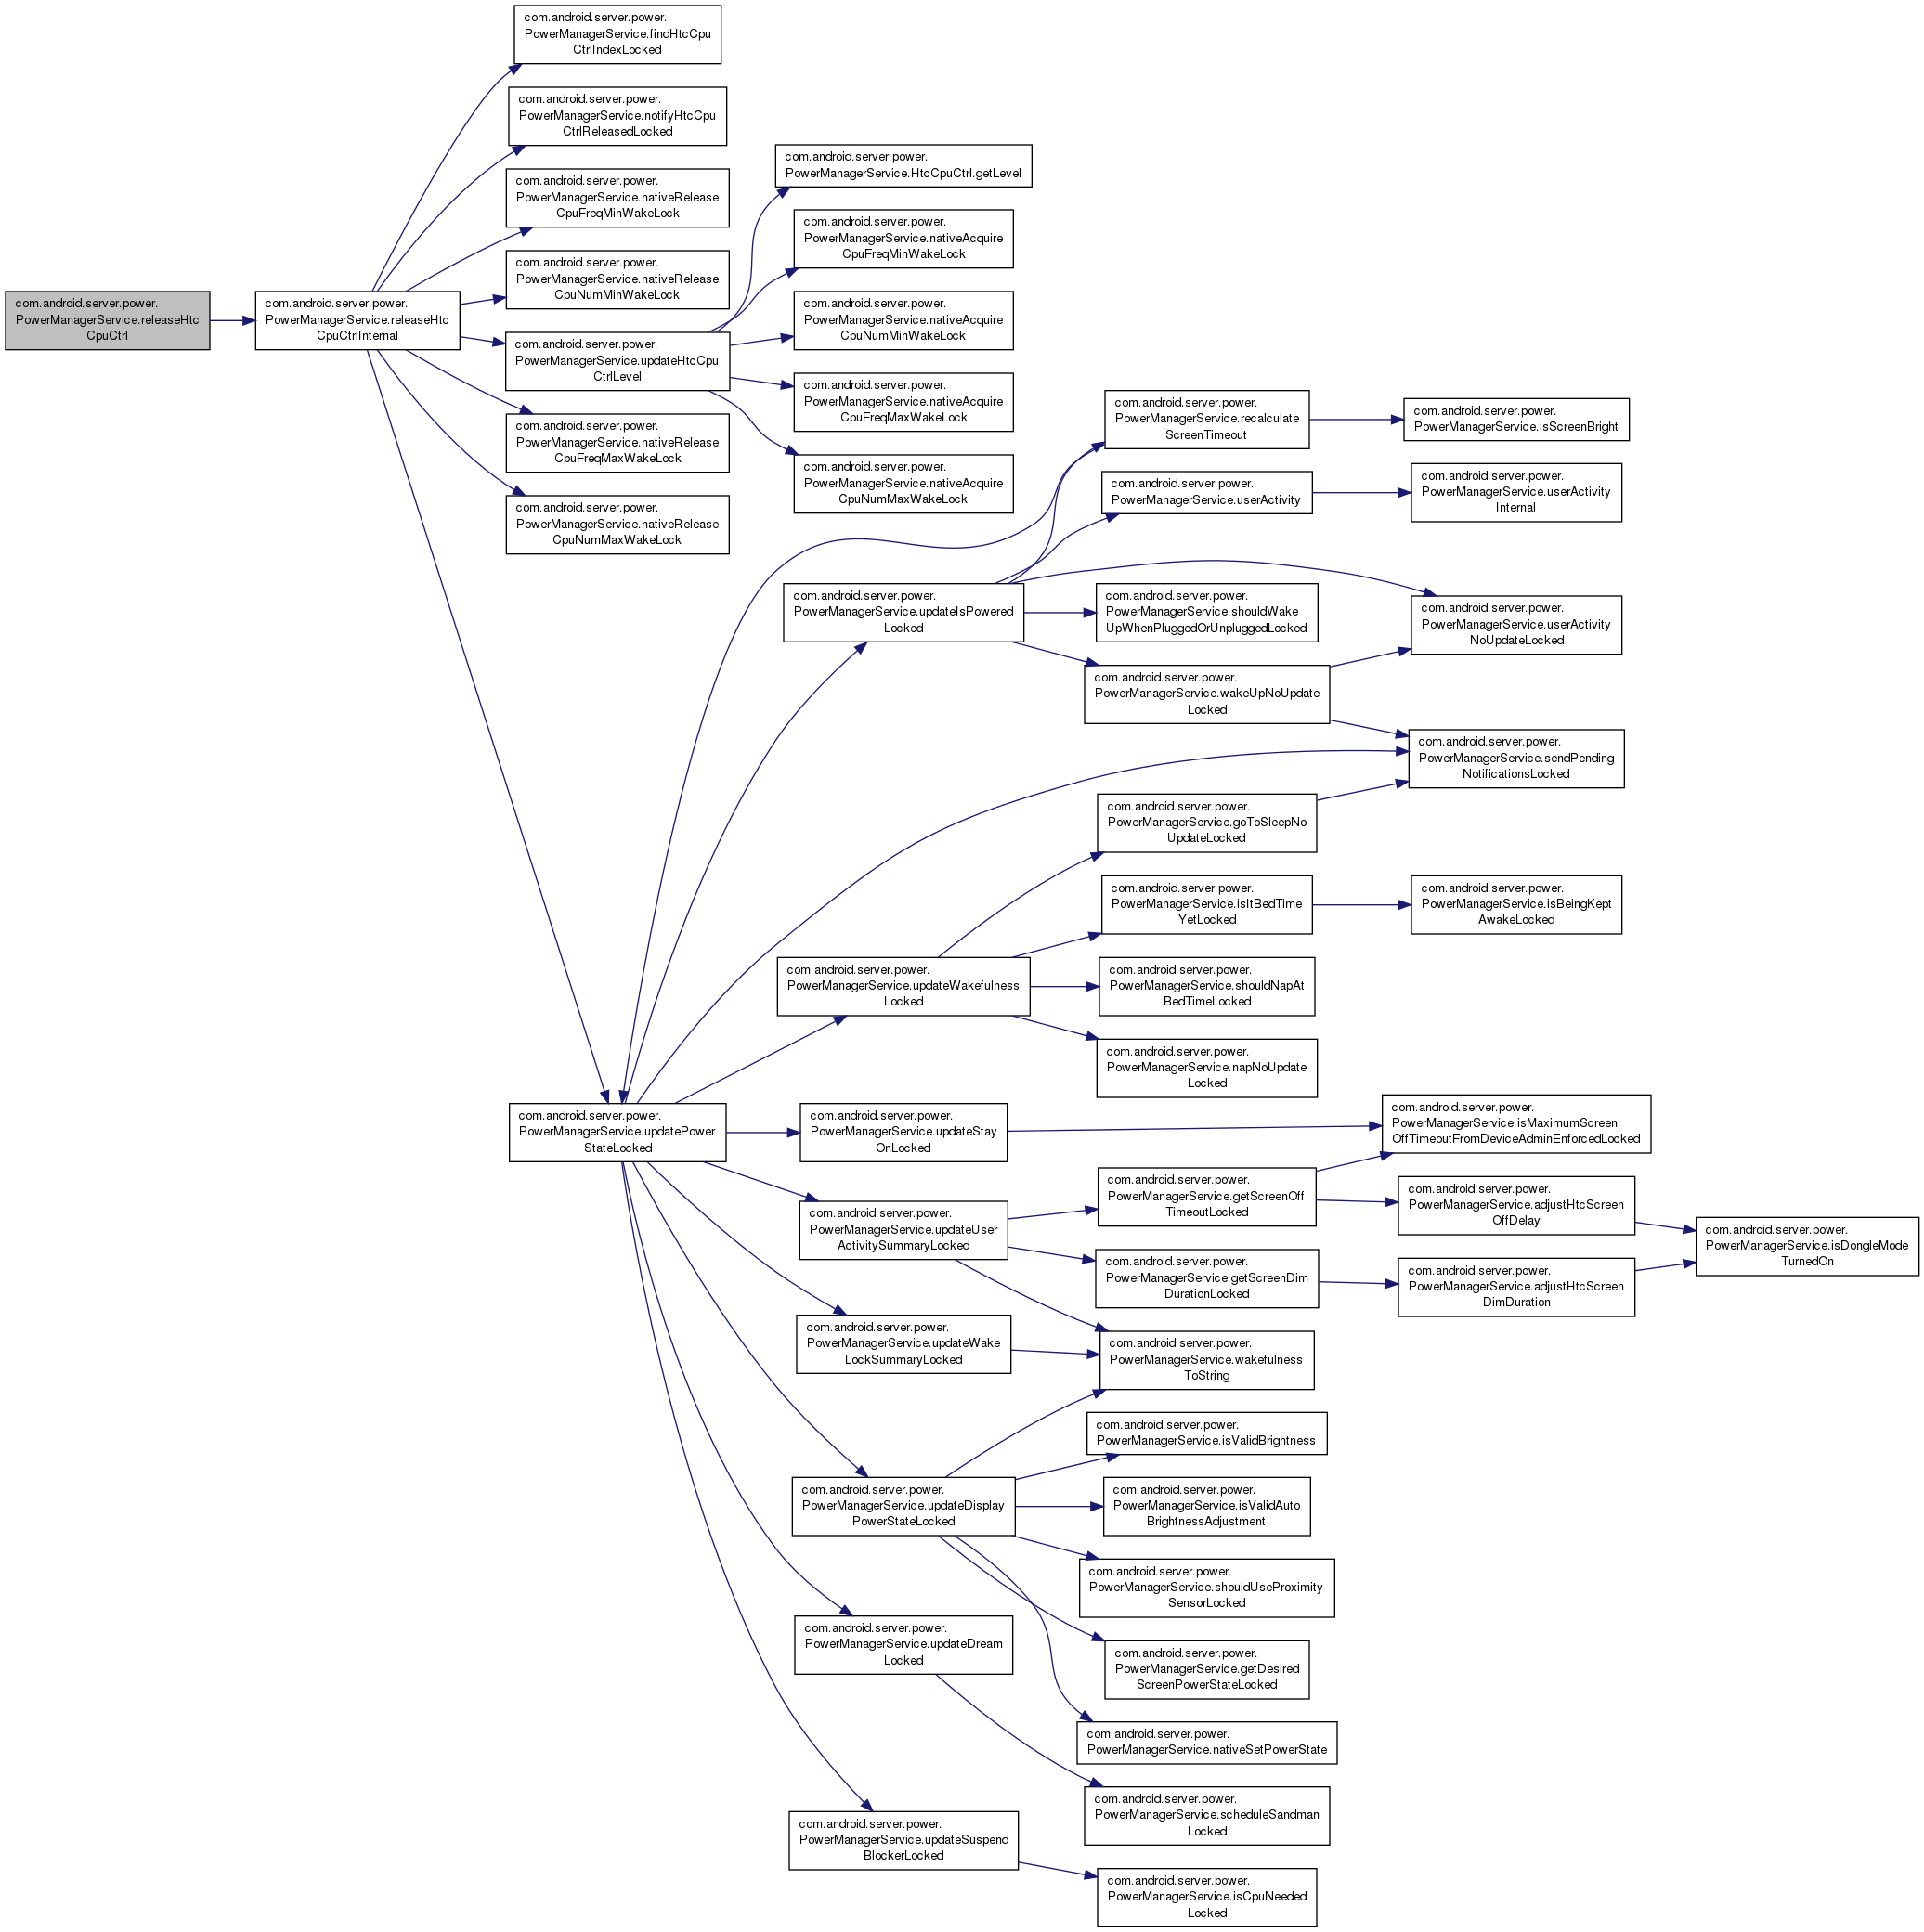 com.android.server.power.
PowerManagerService.releaseHtc
CpuCtrl
com.android.server.power.
PowerManagerService.releaseHtc
CpuCtrlInternal
com.android.server.power.
PowerManagerService.findHtcCpu
CtrlIndexLocked
com.android.server.power.
PowerManagerService.notifyHtcCpu
CtrlReleasedLocked
com.android.server.power.
PowerManagerService.nativeRelease
CpuFreqMinWakeLock
com.android.server.power.
PowerManagerService.nativeRelease
CpuNumMinWakeLock
com.android.server.power.
PowerManagerService.updateHtcCpu
CtrlLevel
com.android.server.power.
PowerManagerService.nativeRelease
CpuFreqMaxWakeLock
com.android.server.power.
PowerManagerService.nativeRelease
CpuNumMaxWakeLock
com.android.server.power.
PowerManagerService.updatePower
StateLocked
com.android.server.power.
PowerManagerService.HtcCpuCtrl.getLevel
com.android.server.power.
PowerManagerService.nativeAcquire
CpuFreqMinWakeLock
com.android.server.power.
PowerManagerService.nativeAcquire
CpuNumMinWakeLock
com.android.server.power.
PowerManagerService.nativeAcquire
CpuFreqMaxWakeLock
com.android.server.power.
PowerManagerService.nativeAcquire
CpuNumMaxWakeLock
com.android.server.power.
PowerManagerService.updateIsPowered
Locked
com.android.server.power.
PowerManagerService.updateWakefulness
Locked
com.android.server.power.
PowerManagerService.updateStay
OnLocked
com.android.server.power.
PowerManagerService.updateUser
ActivitySummaryLocked
com.android.server.power.
PowerManagerService.updateWake
LockSummaryLocked
com.android.server.power.
PowerManagerService.updateDisplay
PowerStateLocked
com.android.server.power.
PowerManagerService.updateDream
Locked
com.android.server.power.
PowerManagerService.updateSuspend
BlockerLocked
com.android.server.power.
PowerManagerService.recalculate
ScreenTimeout
com.android.server.power.
PowerManagerService.userActivity
com.android.server.power.
PowerManagerService.shouldWake
UpWhenPluggedOrUnpluggedLocked
com.android.server.power.
PowerManagerService.wakeUpNoUpdate
Locked
com.android.server.power.
PowerManagerService.goToSleepNo
UpdateLocked
com.android.server.power.
PowerManagerService.isItBedTime
YetLocked
com.android.server.power.
PowerManagerService.shouldNapAt
BedTimeLocked
com.android.server.power.
PowerManagerService.napNoUpdate
Locked
com.android.server.power.
PowerManagerService.getScreenOff
TimeoutLocked
com.android.server.power.
PowerManagerService.getScreenDim
DurationLocked
com.android.server.power.
PowerManagerService.wakefulness
ToString
com.android.server.power.
PowerManagerService.isValidBrightness
com.android.server.power.
PowerManagerService.isValidAuto
BrightnessAdjustment
com.android.server.power.
PowerManagerService.shouldUseProximity
SensorLocked
com.android.server.power.
PowerManagerService.getDesired
ScreenPowerStateLocked
com.android.server.power.
PowerManagerService.nativeSetPowerState
com.android.server.power.
PowerManagerService.scheduleSandman
Locked
com.android.server.power.
PowerManagerService.isCpuNeeded
Locked
com.android.server.power.
PowerManagerService.isScreenBright
com.android.server.power.
PowerManagerService.userActivity
Internal
com.android.server.power.
PowerManagerService.userActivity
NoUpdateLocked
com.android.server.power.
PowerManagerService.sendPending
NotificationsLocked
com.android.server.power.
PowerManagerService.isBeingKept
AwakeLocked
com.android.server.power.
PowerManagerService.isMaximumScreen
OffTimeoutFromDeviceAdminEnforcedLocked
com.android.server.power.
PowerManagerService.adjustHtcScreen
OffDelay
com.android.server.power.
PowerManagerService.adjustHtcScreen
DimDuration
com.android.server.power.
PowerManagerService.isDongleMode
TurnedOn